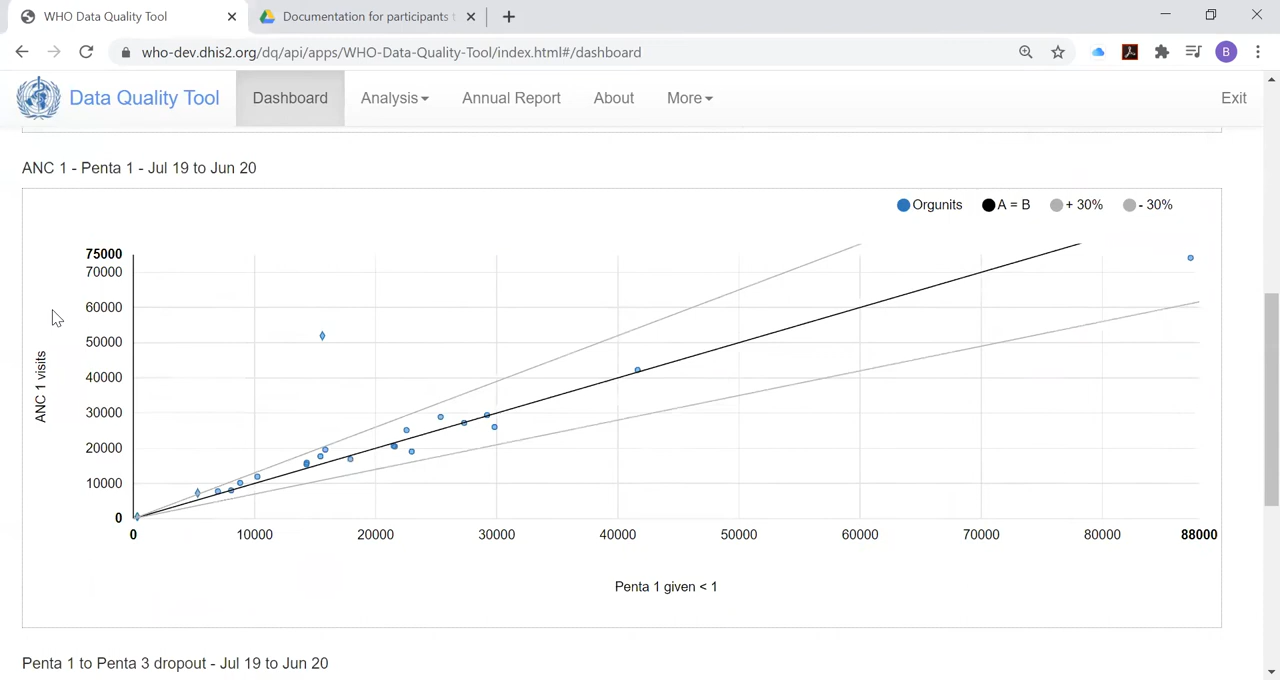 WHO Data Quality Tool
Documentation for participants t
who-dev.dhis2.org/dq/api/apps/WHO-Data-Quality-Tool/index.html#/dashboard
B
Data Quality Tool
Dashboard
Analysis
Annual Report
About
More
Exit
ANC 1 - Penta 1 - Jul 19 to Jun 20
Orgunits
A = B
+ 30%
- 30%
75000
70000
60000
50000
40000
30000
20000
10000
0
ANC 1 visits
0 10000 20000 30000 40000 50000 60000 70000 80000 88000
Penta 1 given < 1
Penta 1 to Penta 3 dropout - Jul 19 to Jun 20